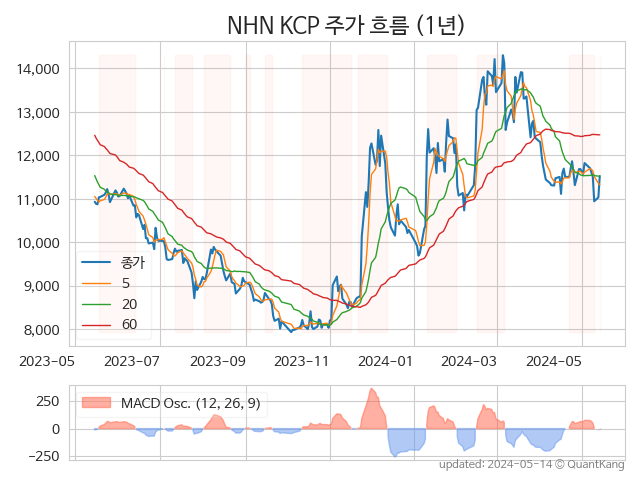 NHN KCP 주가 흐름 (1년)
14,000
13,000
12,000
11,000
10,000
9,000
8,000
종가
5
20
60
2023-05 2023-07 2023-09 2023-11 2024-01 2024-03 2024-05
250
0
−250
MACD Osc. (12, 26, 9)
updated: 2024-05-14 © QuantKang